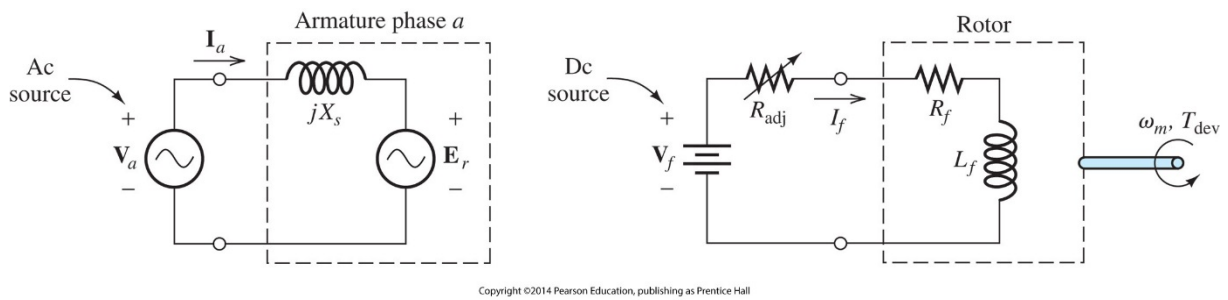 Armature phase a
I_a
Ac
source
+
V_a
−
jX_s
+
E_r
−
Rotor
Dc
source
R_adj
I_f
R_f
+
V_f
−
L_f
ω_m, T_dev
Copyright ©2014 Pearson Education, publishing as Prentice Hall